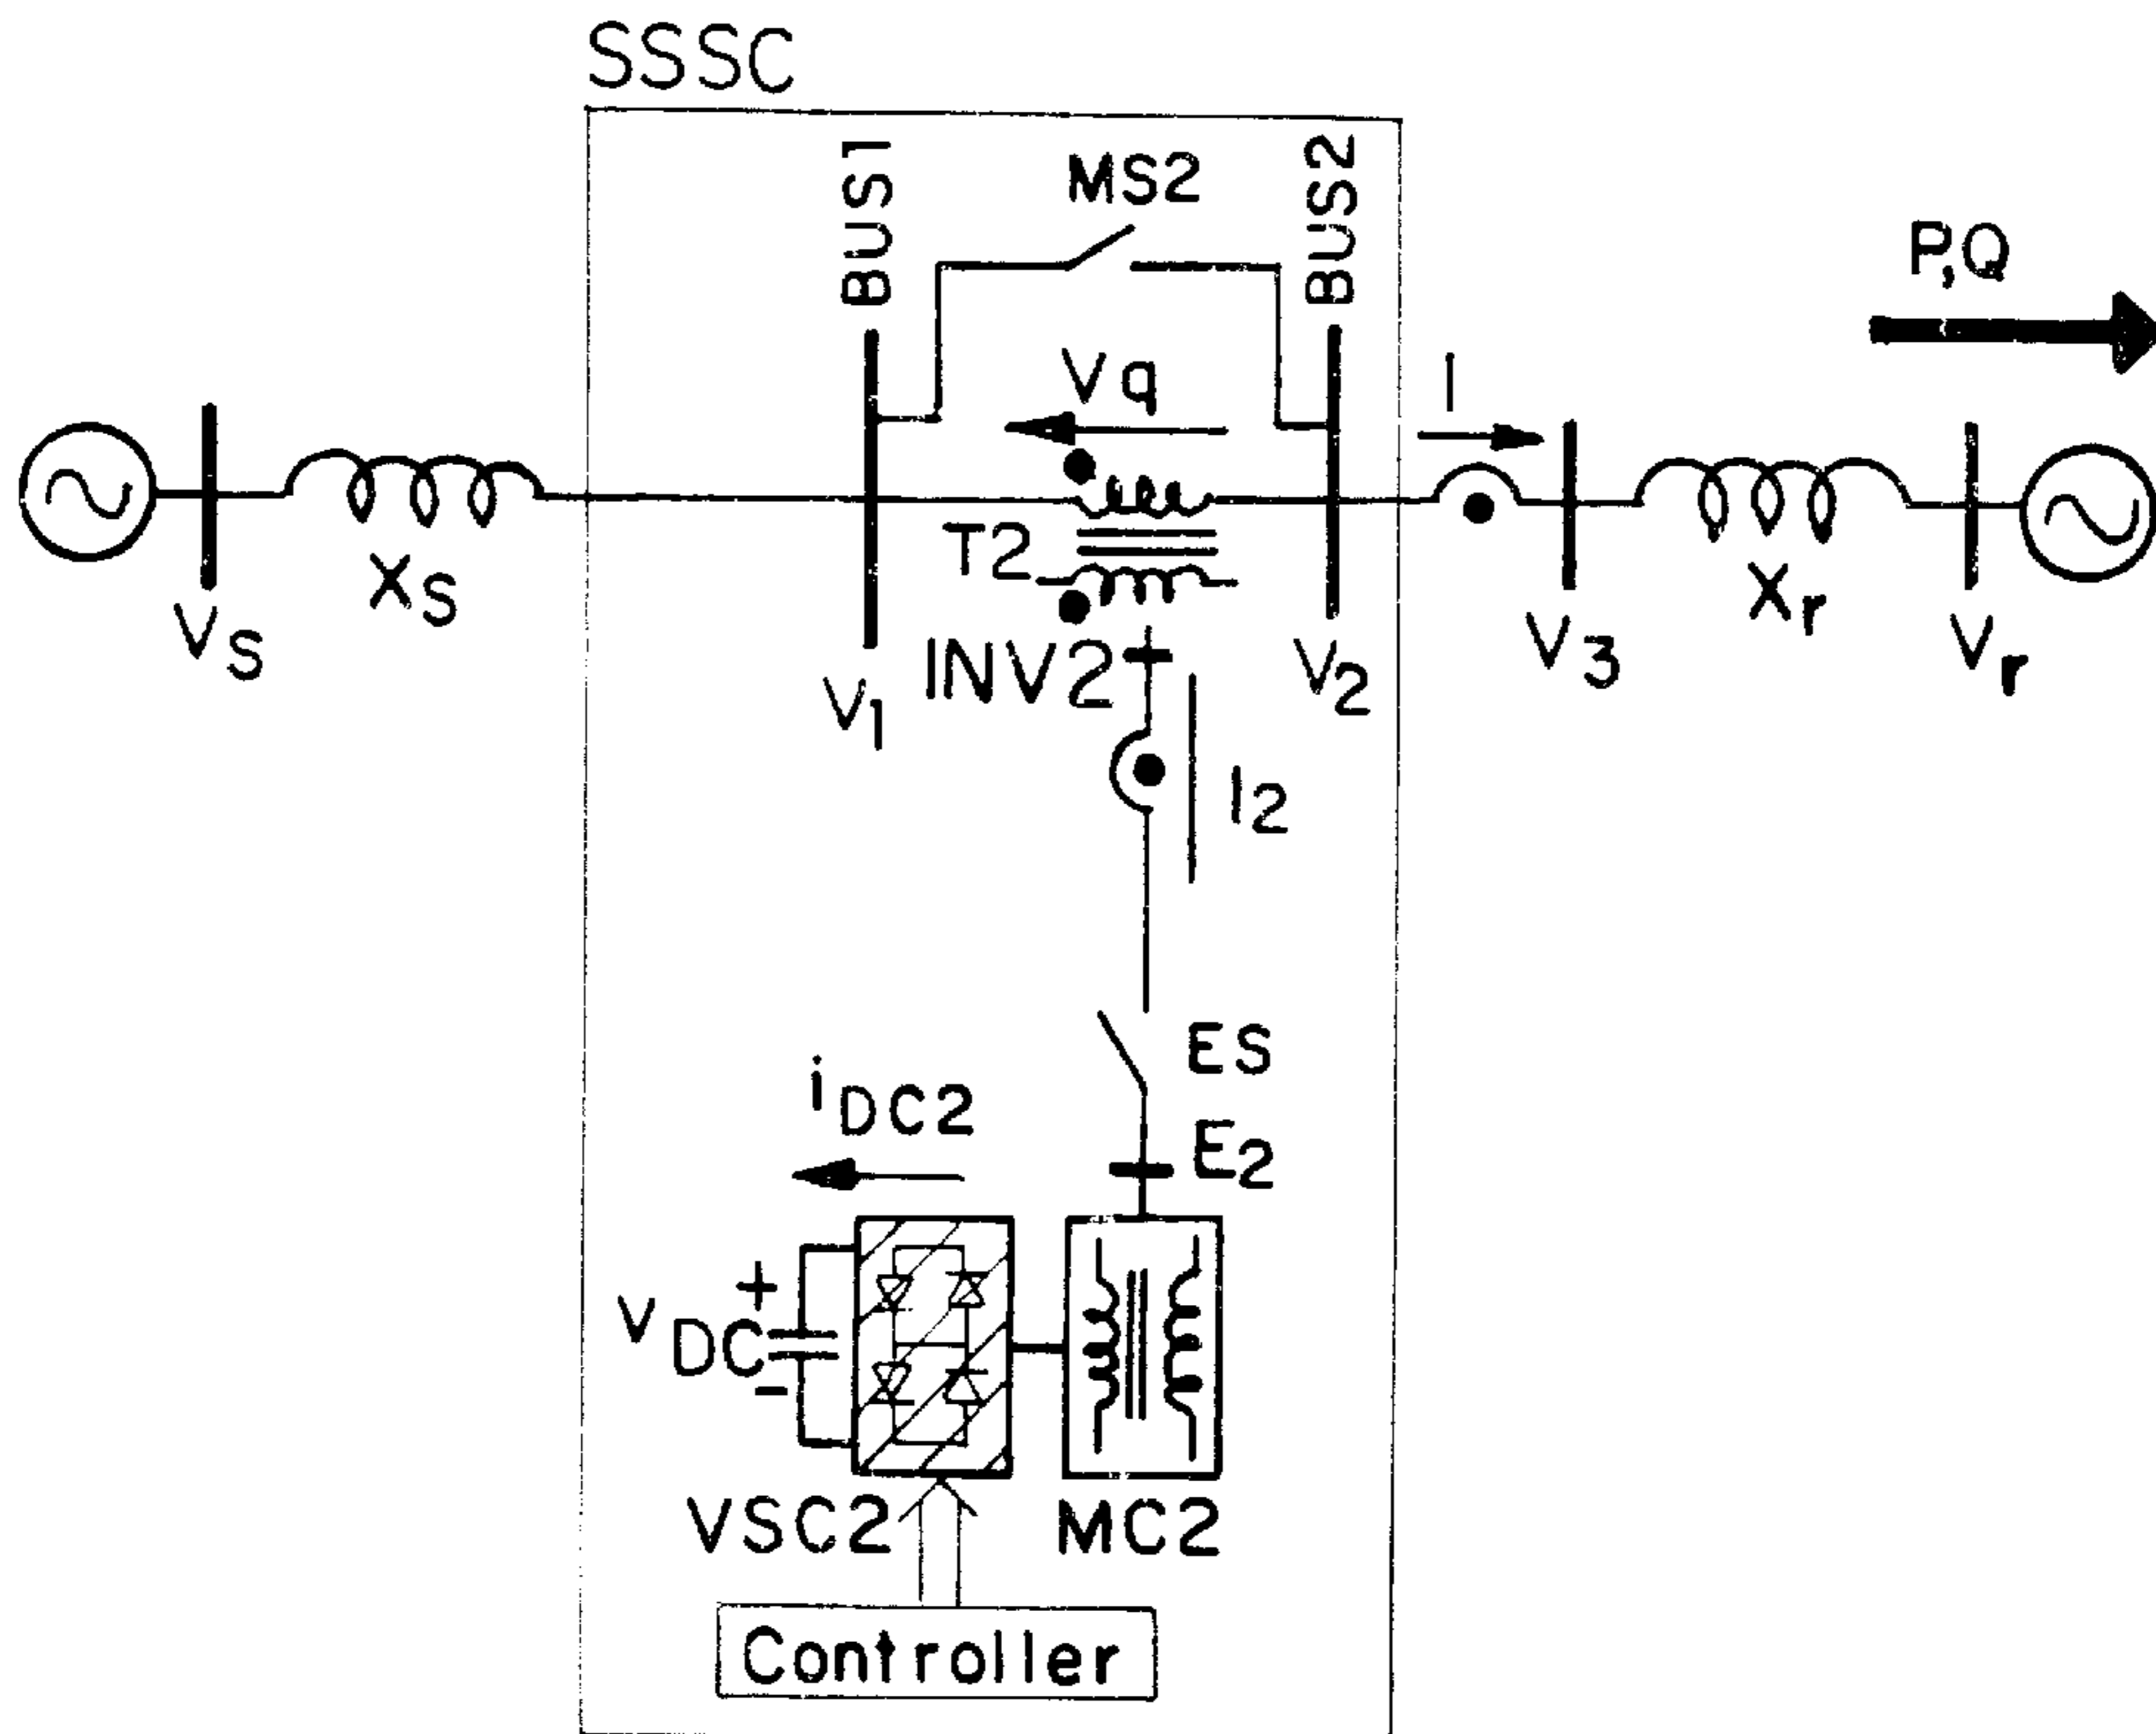 SSSC
BUS1
MS2
BUS2
P,Q
Vq
I
T2
XS
VS
INV2
V1
V2
V3
Xr
Vr
I2
ES
iDC2
E2
+
VDC
-
VSC2
MC2
Controller